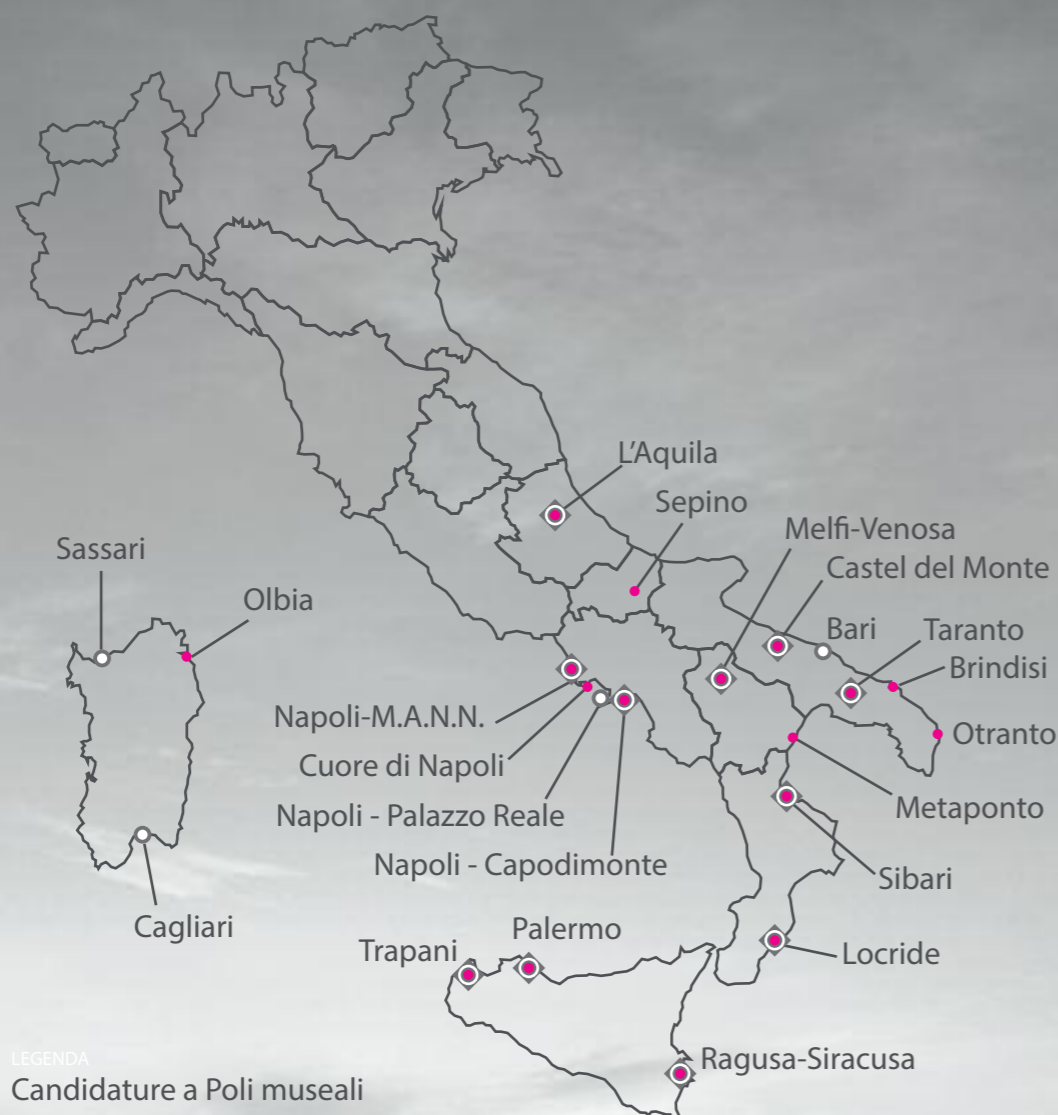 L'Aquila
Sepino
Melfi-Venosa
Castel del Monte
Sassari
Olbia
Bari
Taranto
Brindisi
Napoli-M.A.N.N.
Otranto
Cuore di Napoli
Metaponto
Napoli - Palazzo Reale
Napoli - Capodimonte
Sibari
Cagliari
Palermo
Trapani
Locride
Ragusa-Siracusa
LEGENDA
Candidature a Poli museali